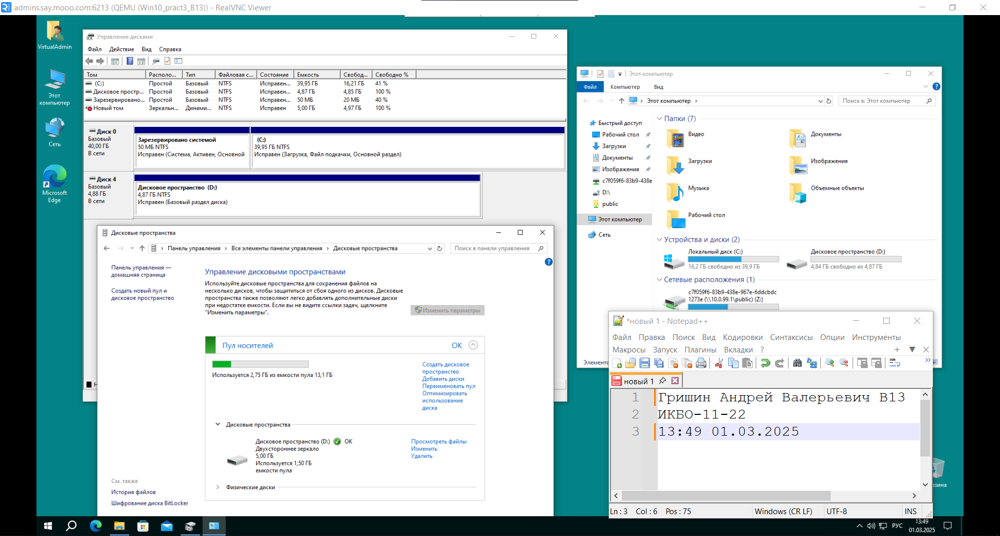 admins.say.mooo.com:6213 (QEMU (Win10_pract3_B13)) - RealVNC Viewer
VirtualAdmin
Этот
компьютер
Сеть
Microsoft
Edge
Управление дисками
Файл Действие Вид Справка
Том Располо... Тип Файловая с... Состояние Емкость Свобод... Свободно %
(C:) Простой Базовый NTFS Исправен... 39,95 ГБ 16,21 ГБ 41 %
Дисковое простр... Простой Базовый NTFS Исправен... 4,87 ГБ 4,85 ГБ 100 %
Зарезервировано... Простой Базовый NTFS Исправен... 50 МБ 20 МБ 40 %
Новый том Зеркальн... Динами... NTFS Исправен 5,00 ГБ 4,97 ГБ 100 %
Диск 0
Базовый
40,00 ГБ
В сети
Зарезервировано системой
50 МБ NTFS
Исправен (Система, Активен, Основной
(C:)
39,95 ГБ NTFS
Исправен (Загрузка, Файл подкачки, Основной раздел)
Диск 4
Базовый
4,88 ГБ
В сети
Дисковое пространство (D:)
4,87 ГБ NTFS
Исправен (Базовый раздел диска)
Дисковые пространства
Панель управления Все элементы панели управления Дисковые пространства
Поиск в панели управления
Панель управления —
домашняя страница
Создать новый пул и
дисковое пространство
Управление дисковыми пространствами
Используйте дисковые пространства для сохранения файлов на
несколько дисков, чтобы защититься от сбоя одного из дисков. Дисковые
пространства также позволяют легко добавлять дополнительные диски
при недостатке емкости. Если вы не видите ссылки задач, щелкните
"Изменить параметры".
Изменить параметры
Пул носителей OK
Используется 2,75 ГБ из емкости пула 13,1 ГБ
Создать дисковое
пространство
Добавить диски
Переименовать пул
Оптимизировать
использование
диска
Дисковые пространства
Дисковое пространство (D:) OK
Двухстороннее зеркало
5,00 ГБ
Используется 1,50 ГБ
емкости пула
Просмотреть файлы
Изменить
Удалить
Физические диски
См. также
История файлов
Шифрование диска BitLocker
Этот компьютер
Файл Компьютер Вид
Этот компьютер
Поиск в: Этот компьютер
Быстрый доступ
Рабочий стол
Загрузки
Документы
Изображения
c7f059f6-83b9-438e
D:\
public
Этот компьютер
Сеть
Элементо
Папки (7)
Видео
Документы
Загрузки
Изображения
Музыка
Объемные объекты
Рабочий стол
Устройства и диски (2)
Локальный диск (C:)
16,2 ГБ свободно из 39,9 ГБ
Дисковое пространство (D:)
4,84 ГБ свободно из 4,87 ГБ
Сетевые расположения (1)
c7f059f6-83b9-438e-967e-6ddcbdc
1273e (\\10.0.99.1\public) (Z:)
*новый 1 - Notepad++
Файл Правка Поиск Вид Кодировки Синтаксисы Опции Инструменты
Макросы Запуск Плагины Вкладки ?
новый 1
1 Гришин Андрей Валерьевич В13
2 ИКБО-11-22
3 13:49 01.03.2025
Ln : 3 Col : 6 Pos : 75 Windows (CR LF) UTF-8 INS
зина
РУС
13:49
01.03.2025